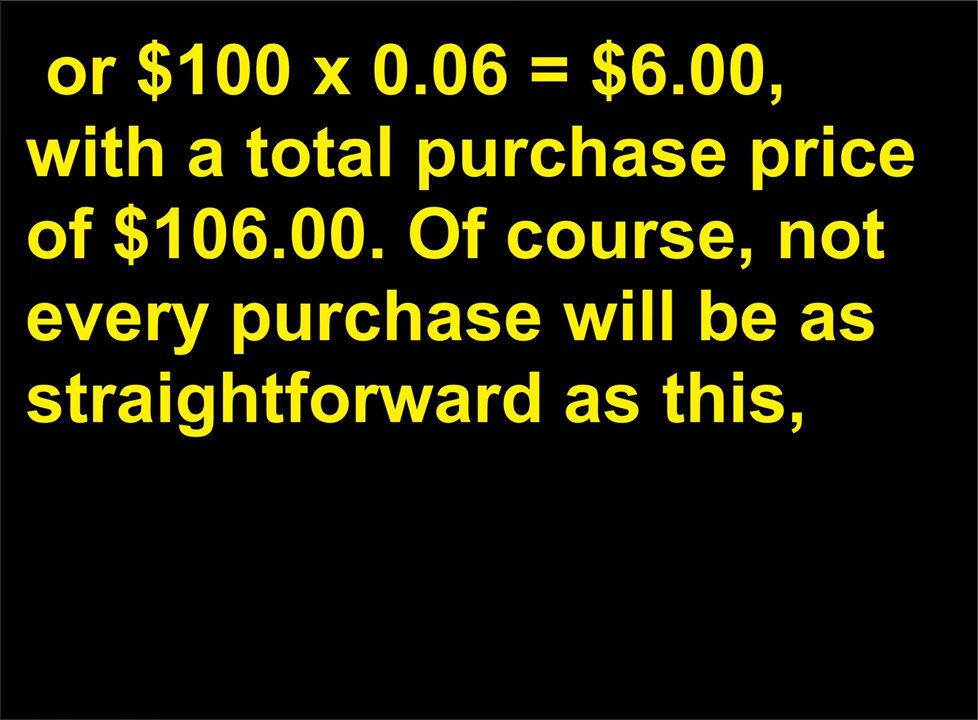 or $100 x 0.06 = $6.00,
with a total purchase price
of $106.00. Of course, not
every purchase will be as
straightforward as this,